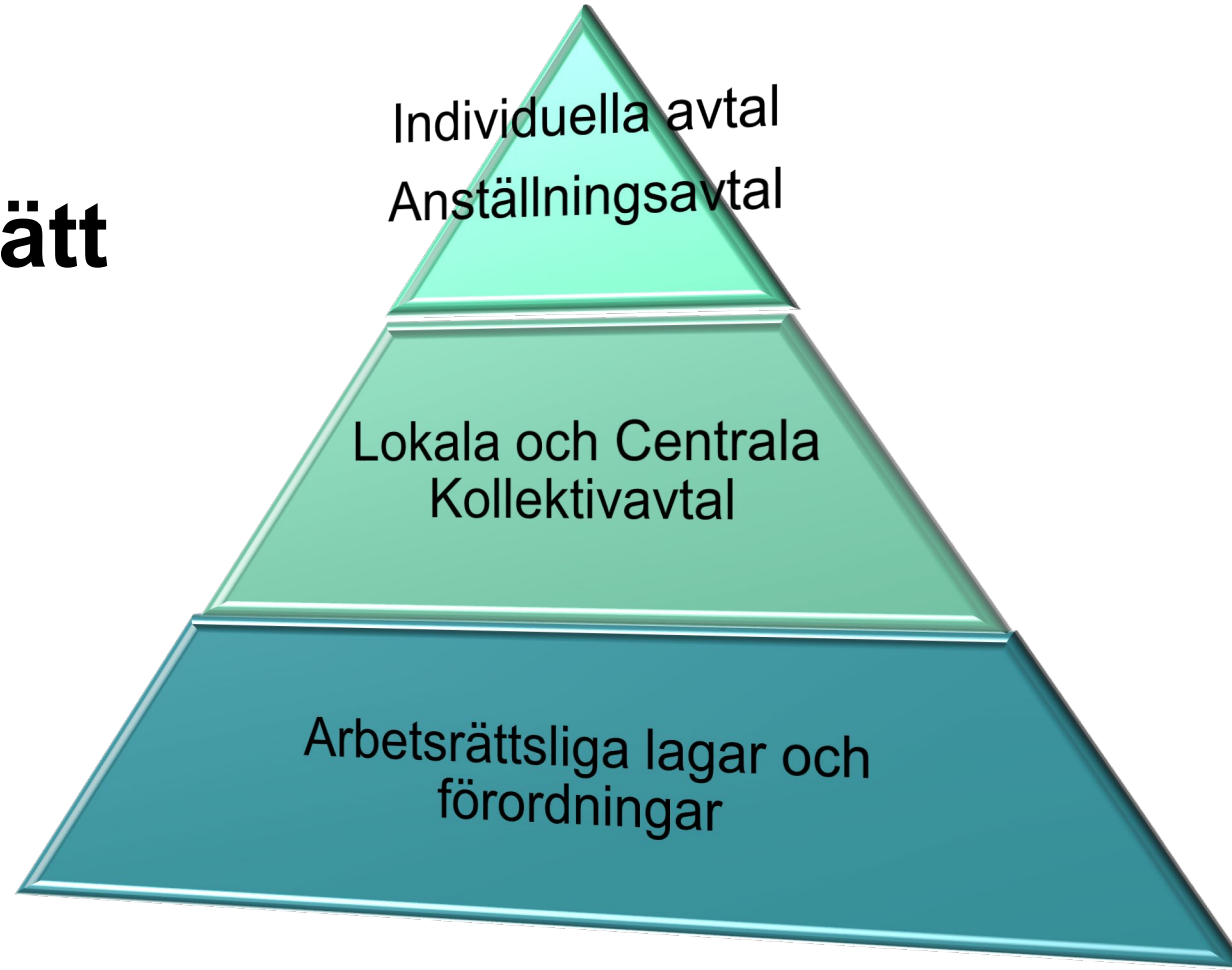 Individuella avtal
Anställningsavtal
ätt
Lokala och Centrala
Kollektivavtal
Arbetsrättsliga lagar och
förordningar